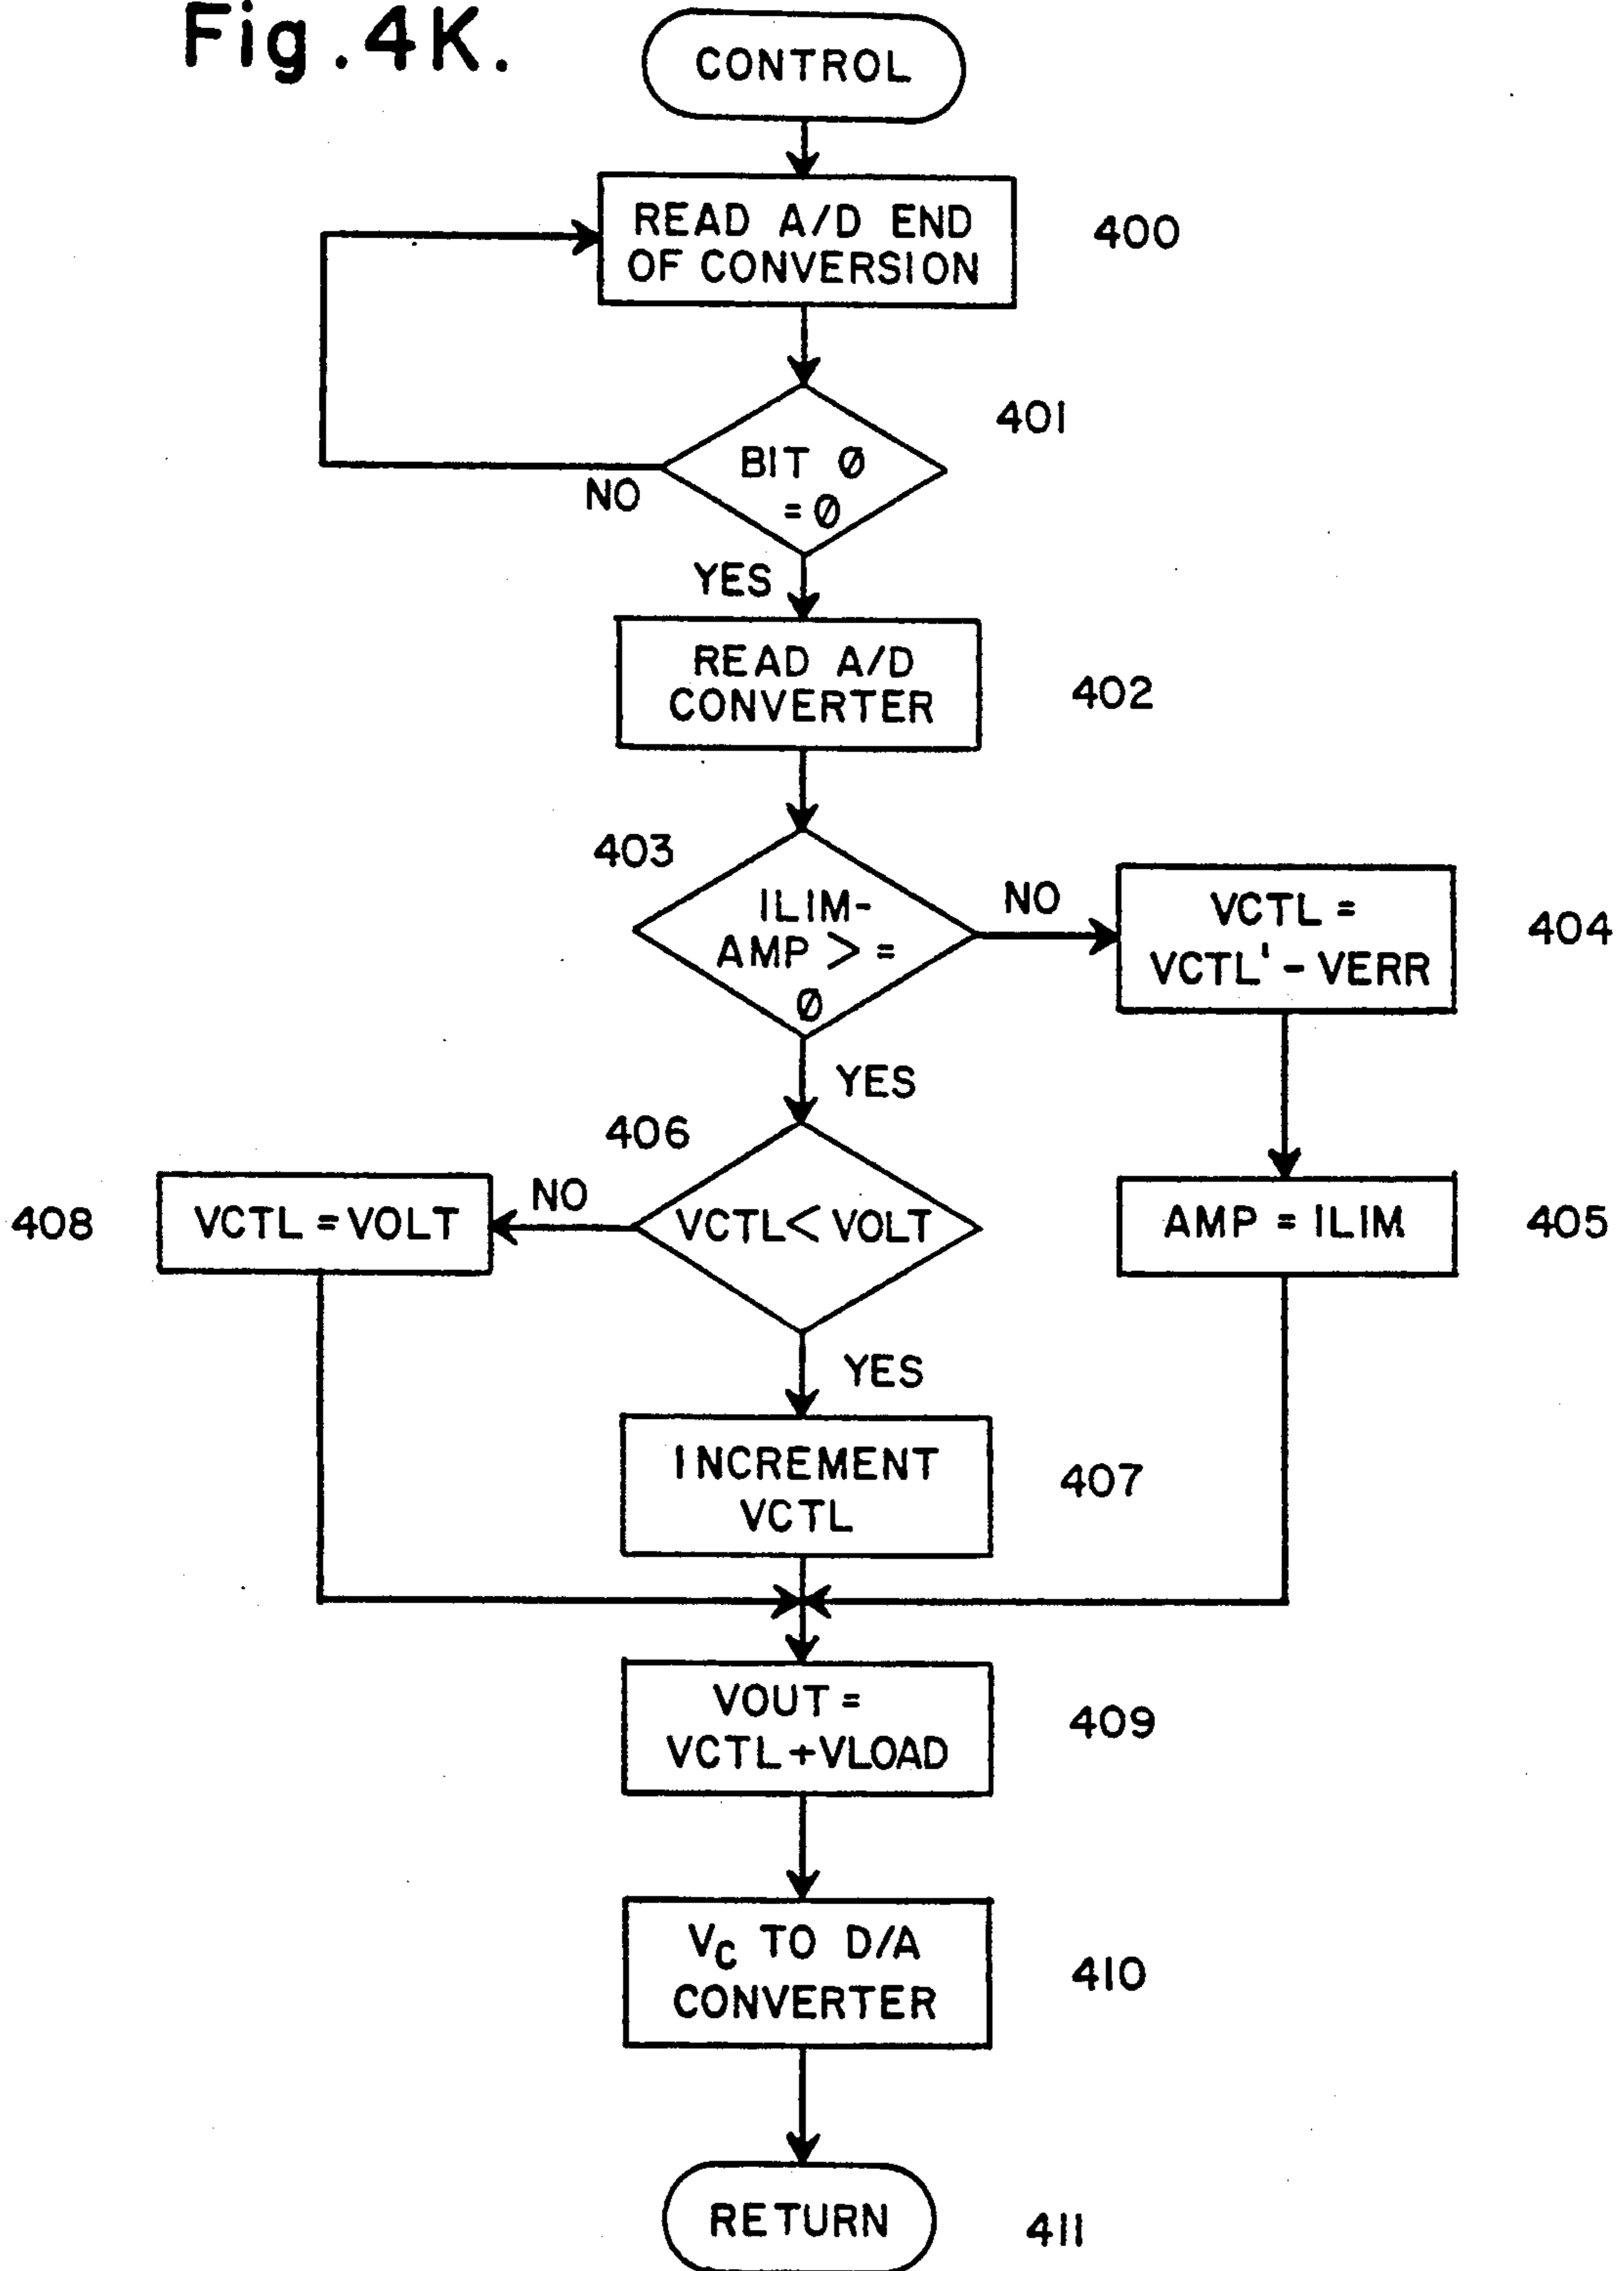 Fig.4K.
CONTROL
READ A/D END
OF CONVERSION
400
401
BIT Ø
=Ø
NO
YES
READ A/D
CONVERTER
402
403
ILIM-
AMP >=
Ø
NO
VCTL =
VCTL' - VERR
404
YES
406
408
VCTL = VOLT
NO
VCTL < VOLT
AMP = ILIM
405
YES
INCREMENT
VCTL
407
VOUT =
VCTL+VLOAD
409
VC TO D/A
CONVERTER
410
RETURN
411